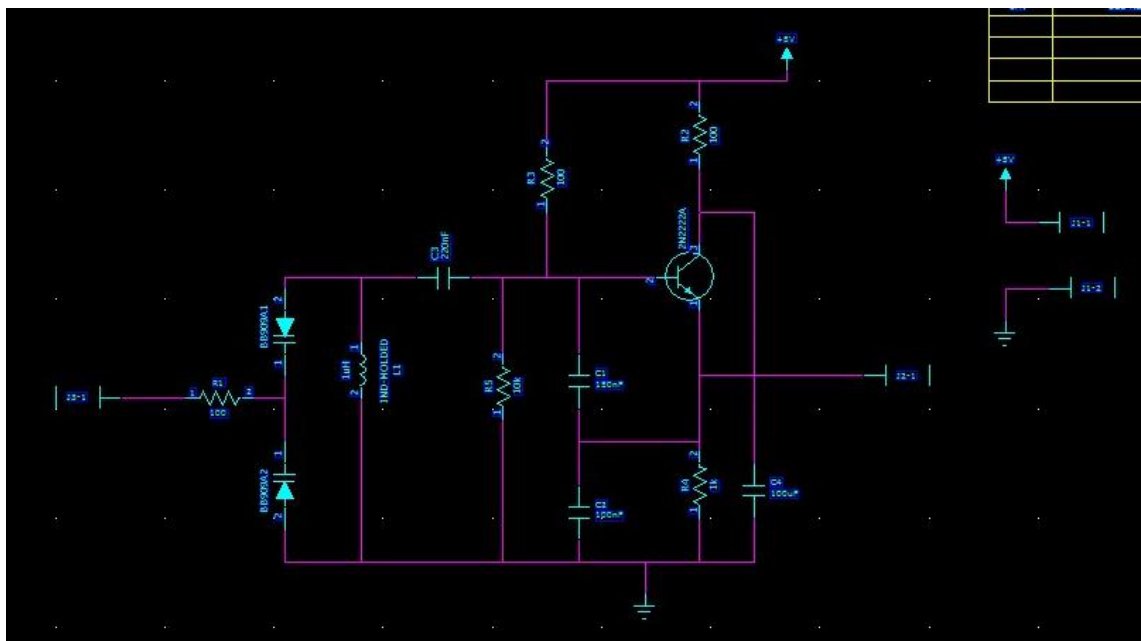 +5V
2
R2
100
1
2
R3
100
1
2N2222A
3
2
1
C3
220nF
2
BB909A1
1
1
1uH
IND-MOLDED
L1
2
2
R5
10k
1
C1
150nF
J3-1
1
R1
2
100
1
BB909A2
2
100nF
2
R4
1k
1
C4
100uF
J2-1
+5V
J1-1
J1-2